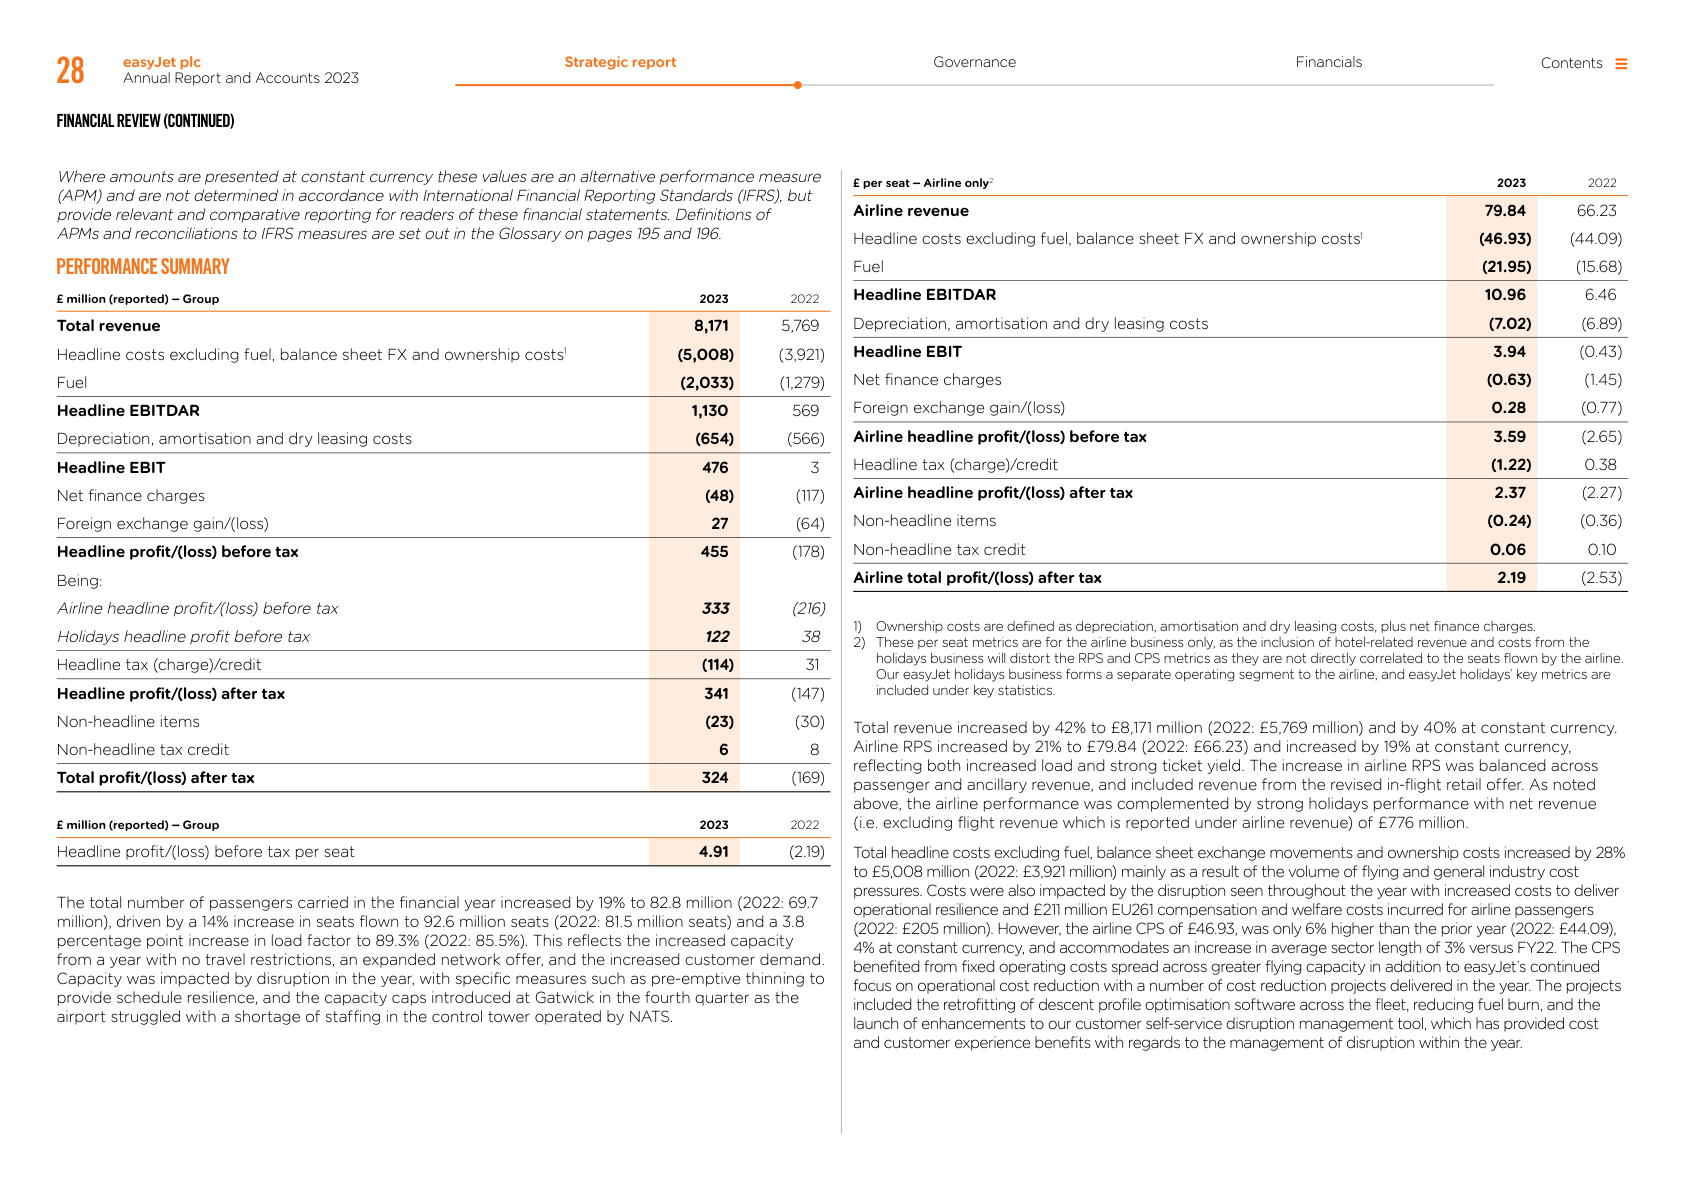 28
easyJet plc
Annual Report and Accounts 2023
Strategic report
Governance
Financials
Contents
FINANCIAL REVIEW (CONTINUED)
Where amounts are presented at constant currency these values are an alternative performance measure
(APM) and are not determined in accordance with International Financial Reporting Standards (IFRS), but
provide relevant and comparative reporting for readers of these financial statements. Definitions of
APMs and reconciliations to IFRS measures are set out in the Glossary on pages 195 and 196.
PERFORMANCE SUMMARY
£ million (reported) – Group 2023 2022
Total revenue 8,171 5,769
Headline costs excluding fuel, balance sheet FX and ownership costs1 (5,008) (3,921)
Fuel (2,033) (1,279)
Headline EBITDAR 1,130 569
Depreciation, amortisation and dry leasing costs (654) (566)
Headline EBIT 476 3
Net finance charges (48) (117)
Foreign exchange gain/(loss) 27 (64)
Headline profit/(loss) before tax 455 (178)
Being:
Airline headline profit/(loss) before tax 333 (216)
Holidays headline profit before tax 122 38
Headline tax (charge)/credit (114) 31
Headline profit/(loss) after tax 341 (147)
Non-headline items (23) (30)
Non-headline tax credit 6 8
Total profit/(loss) after tax 324 (169)
£ million (reported) – Group 2023 2022
Headline profit/(loss) before tax per seat 4.91 (2.19)
The total number of passengers carried in the financial year increased by 19% to 82.8 million (2022: 69.7
million), driven by a 14% increase in seats flown to 92.6 million seats (2022: 81.5 million seats) and a 3.8
percentage point increase in load factor to 89.3% (2022: 85.5%). This reflects the increased capacity
from a year with no travel restrictions, an expanded network offer, and the increased customer demand.
Capacity was impacted by disruption in the year, with specific measures such as pre-emptive thinning to
provide schedule resilience, and the capacity caps introduced at Gatwick in the fourth quarter as the
airport struggled with a shortage of staffing in the control tower operated by NATS.
£ per seat – Airline only2 2023 2022
Airline revenue 79.84 66.23
Headline costs excluding fuel, balance sheet FX and ownership costs1 (46.93) (44.09)
Fuel (21.95) (15.68)
Headline EBITDAR 10.96 6.46
Depreciation, amortisation and dry leasing costs (7.02) (6.89)
Headline EBIT 3.94 (0.43)
Net finance charges (0.63) (1.45)
Foreign exchange gain/(loss) 0.28 (0.77)
Airline headline profit/(loss) before tax 3.59 (2.65)
Headline tax (charge)/credit (1.22) 0.38
Airline headline profit/(loss) after tax 2.37 (2.27)
Non-headline items (0.24) (0.36)
Non-headline tax credit 0.06 0.10
Airline total profit/(loss) after tax 2.19 (2.53)
1) Ownership costs are defined as depreciation, amortisation and dry leasing costs, plus net finance charges.
2) These per seat metrics are for the airline business only, as the inclusion of hotel-related revenue and costs from the
holidays business will distort the RPS and CPS metrics as they are not directly correlated to the seats flown by the airline.
Our easyJet holidays business forms a separate operating segment to the airline, and easyJet holidays' key metrics are
included under key statistics.
Total revenue increased by 42% to £8,171 million (2022: £5,769 million) and by 40% at constant currency.
Airline RPS increased by 21% to £79.84 (2022: £66.23) and increased by 19% at constant currency,
reflecting both increased load and strong ticket yield. The increase in airline RPS was balanced across
passenger and ancillary revenue, and included revenue from the revised in-flight retail offer. As noted
above, the airline performance was complemented by strong holidays performance with net revenue
(i.e. excluding flight revenue which is reported under airline revenue) of £776 million.
Total headline costs excluding fuel, balance sheet exchange movements and ownership costs increased by 28%
to £5,008 million (2022: £3,921 million) mainly as a result of the volume of flying and general industry cost
pressures. Costs were also impacted by the disruption seen throughout the year with increased costs to deliver
operational resilience and £211 million EU261 compensation and welfare costs incurred for airline passengers
(2022: £205 million). However, the airline CPS of £46.93, was only 6% higher than the prior year (2022: £44.09),
4% at constant currency, and accommodates an increase in average sector length of 3% versus FY22. The CPS
benefited from fixed operating costs spread across greater flying capacity in addition to easyJet's continued
focus on operational cost reduction with a number of cost reduction projects delivered in the year. The projects
included the retrofitting of descent profile optimisation software across the fleet, reducing fuel burn, and the
launch of enhancements to our customer self-service disruption management tool, which has provided cost
and customer experience benefits with regards to the management of disruption within the year.